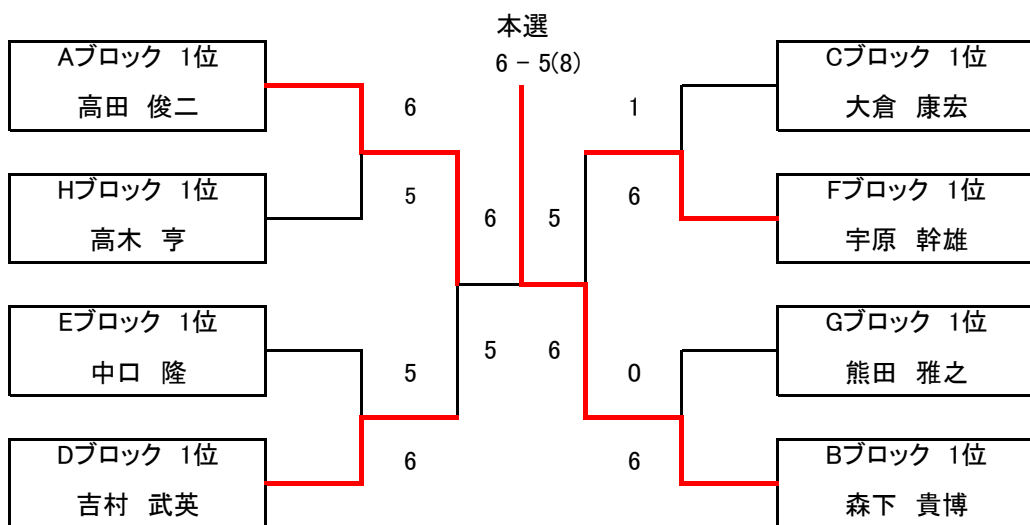 本選
6 − 5(8)
Aブロック 1位
高田 俊二
6
Hブロック 1位
高木 亨
5
6
Eブロック 1位
中口 隆
5
5
Dブロック 1位
吉村 武英
6
Cブロック 1位
大倉 康宏
1
Fブロック 1位
宇原 幹雄
6
5
Gブロック 1位
熊田 雅之
0
6
Bブロック 1位
森下 貴博
6